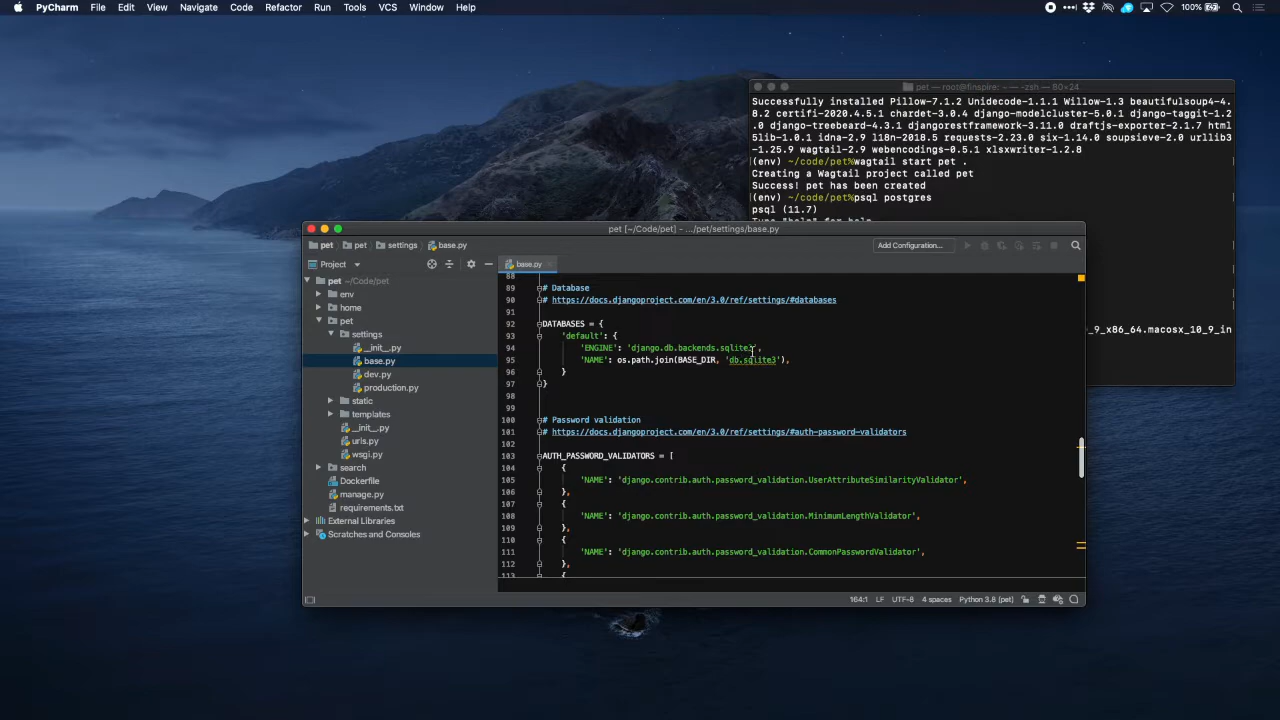 PyCharm File Edit View Navigate Code Refactor Run Tools VCS Window Help 100%
pet — root@finspire: ~ — -zsh — 80×24
Successfully installed Pillow-7.1.2 Unidecode-1.1.1 Willow-1.3 beautifulsoup4-4.
8.2 certifi-2020.4.5.1 chardet-3.0.4 django-modelcluster-5.0.1 django-taggit-1.2
.0 django-treebeard-4.3.1 djangorestframework-3.11.0 draftjs-exporter-2.1.7 html
5lib-1.0.1 idna-2.9 l18n-2018.5 requests-2.23.0 six-1.14.0 soupsieve-2.0 urllib3
-1.25.9 wagtail-2.9 webencodings-0.5.1 xlsxwriter-1.2.8
(env) ~/code/pet%wagtail start pet .
Creating a Wagtail project called pet
Success! pet has been created
(env) ~/code/pet%psql postgres
psql (11.7)
_9_x86_64.macosx_10_9_in
pet [~/Code/pet] - .../pet/settings/base.py
pet pet settings base.py Add Configuration...
Project
base.py
pet ~/Code/pet
env
home
pet
settings
__init__.py
base.py
dev.py
production.py
static
templates
__init__.py
urls.py
wsgi.py
search
Dockerfile
manage.py
requirements.txt
External Libraries
Scratches and Consoles
88
89 # Database
90 # https://docs.djangoproject.com/en/3.0/ref/settings/#databases
91
92 DATABASES = {
93 'default': {
94 'ENGINE': 'django.db.backends.sqlite3',
95 'NAME': os.path.join(BASE_DIR, 'db.sqlite3'),
96 }
97 }
98
99
100 # Password validation
101 # https://docs.djangoproject.com/en/3.0/ref/settings/#auth-password-validators
102
103 AUTH_PASSWORD_VALIDATORS = [
104 {
105 'NAME': 'django.contrib.auth.password_validation.UserAttributeSimilarityValidator',
106 },
107 {
108 'NAME': 'django.contrib.auth.password_validation.MinimumLengthValidator',
109 },
110 {
111 'NAME': 'django.contrib.auth.password_validation.CommonPasswordValidator',
112 },
113 {
164:1 LF UTF-8 4 spaces Python 3.8 (pet)